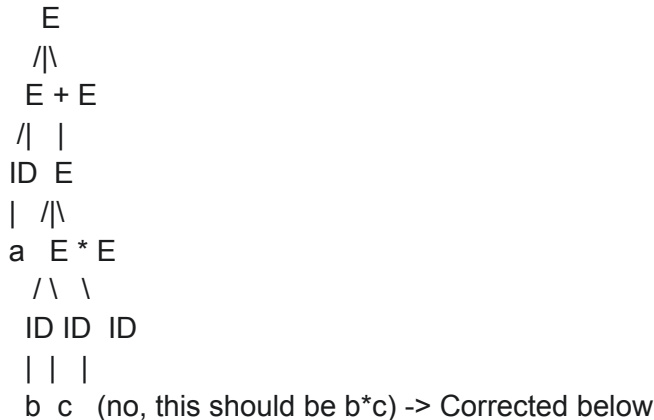 E
/|\
E + E
/| |
ID E
| /|\
a E * E
/ \ \
ID ID ID
| | |
b c (no, this should be b*c) -> Corrected below